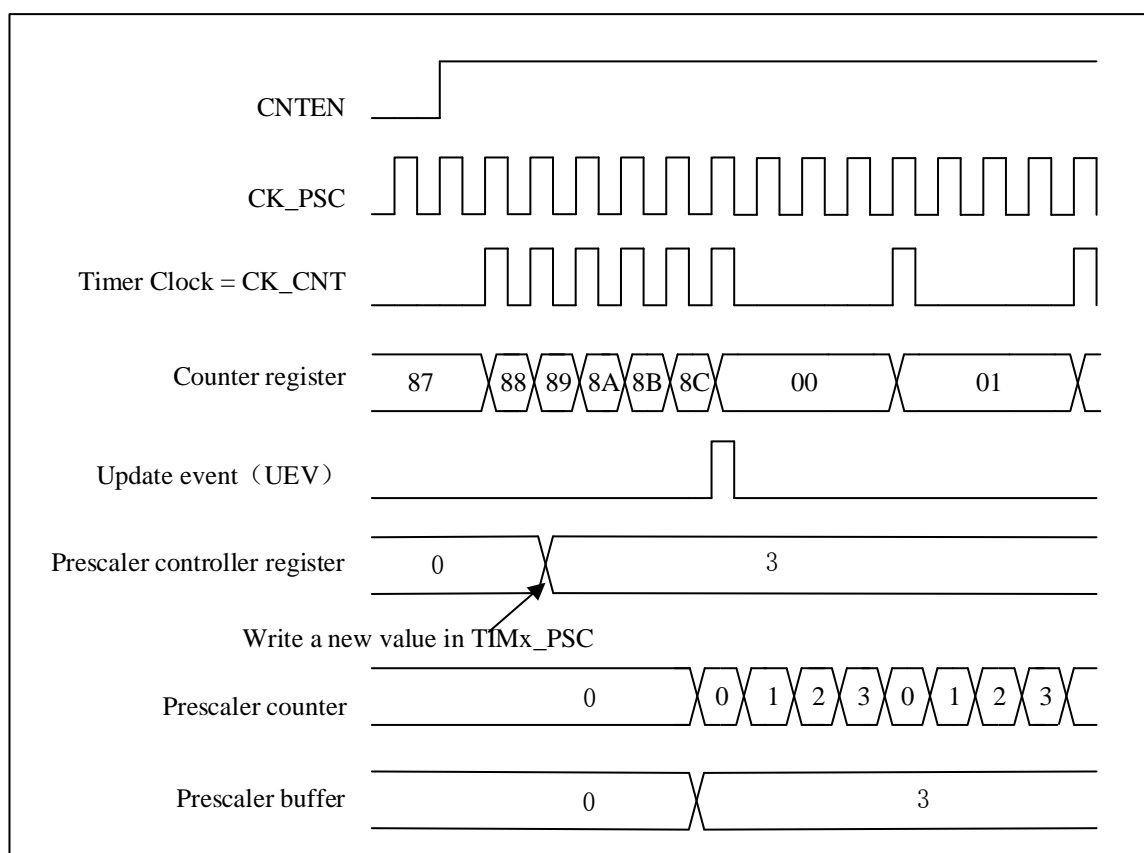 CNTEN
CK_PSC
Timer Clock = CK_CNT
Counter register 87 88 89 8A 8B 8C 00 01
Update event（UEV）
Prescaler controller register 0 3
Write a new value in TIMx_PSC
Prescaler counter 0 0 1 2 3 0 1 2 3
Prescaler buffer 0 3